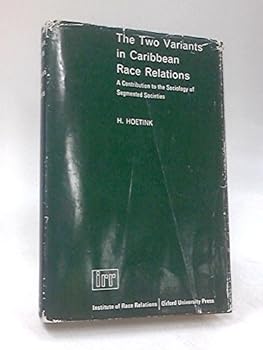 The Two Variants
in Caribbean
Race Relations
A Contribution to the Sociology of
Segmented Societies
H. HOETINK
irr
Institute of Race Relations | Oxford University Press